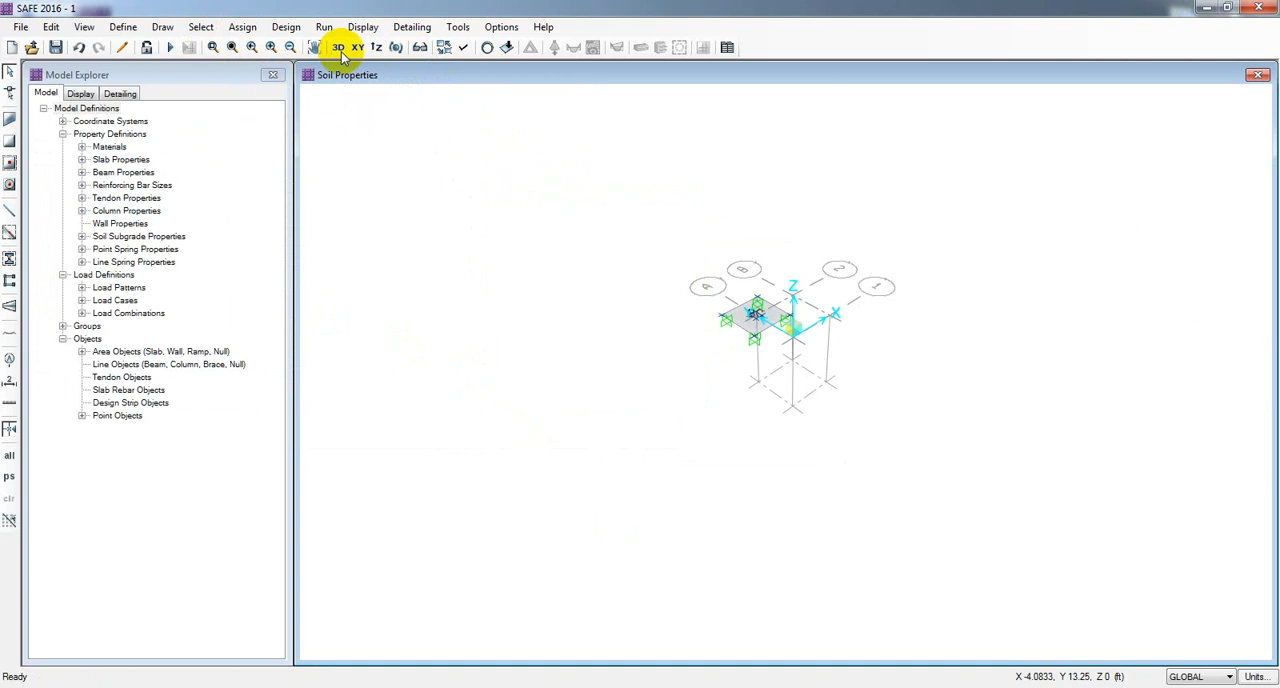 SAFE 2016 - 1
File Edit View Define Draw Select Assign Design Run Display Detailing Tools Options Help
3D XY
Model Explorer
Model Display Detailing
Model Definitions
Coordinate Systems
Property Definitions
Materials
Slab Properties
Beam Properties
Reinforcing Bar Sizes
Tendon Properties
Column Properties
Wall Properties
Soil Subgrade Properties
Point Spring Properties
Line Spring Properties
Load Definitions
Load Patterns
Load Cases
Load Combinations
Groups
Objects
Area Objects (Slab, Wall, Ramp, Null)
Line Objects (Beam, Column, Brace, Null)
Tendon Objects
Slab Rebar Objects
Design Strip Objects
Point Objects
all
ps
clr
Soil Properties
B 2
A Z 1
X
Ready
X -4.0833, Y 13.25, Z 0 (ft)
GLOBAL
Units...